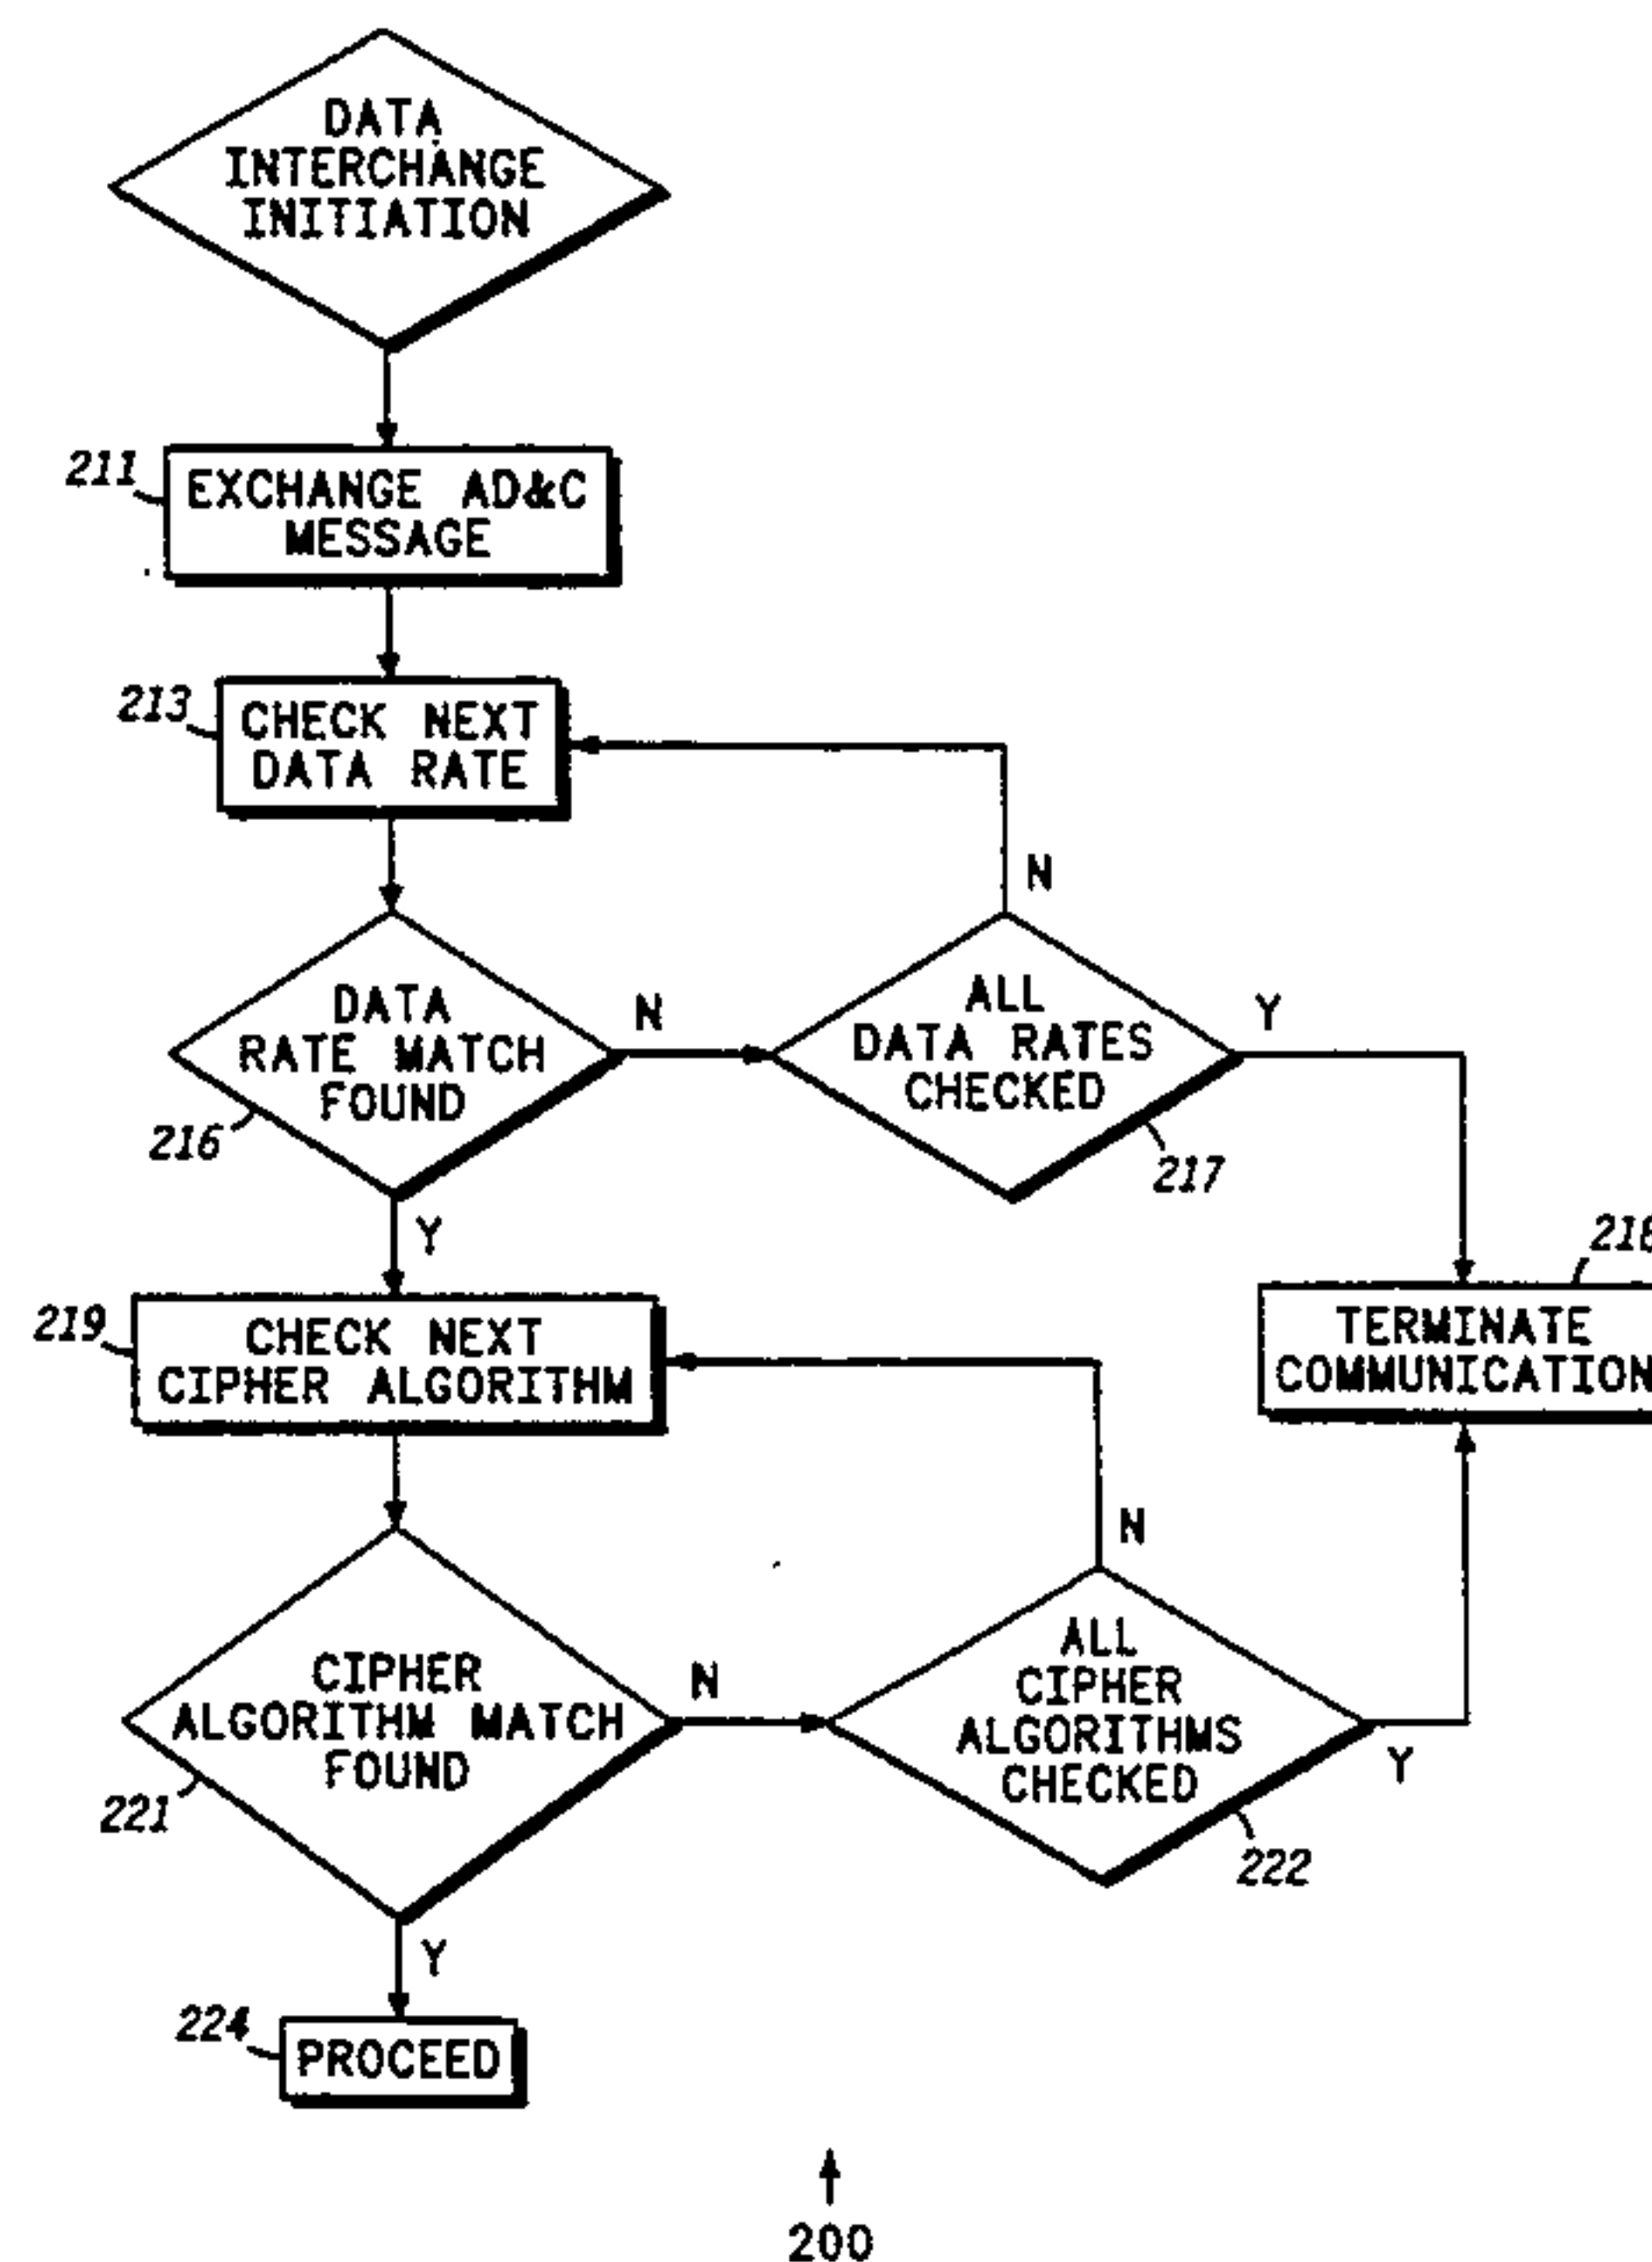 DATA
INTERCHANGE
INITIATION
211
EXCHANGE AD&C
MESSAGE
213
CHECK NEXT
DATA RATE
N
DATA
RATE MATCH
FOUND
216
N
ALL
DATA RATES
CHECKED
217
Y
Y
219
CHECK NEXT
CIPHER ALGORITHM
TERMINATE
COMMUNICATION
N
CIPHER
ALGORITHM MATCH
FOUND
221
N
ALL
CIPHER
ALGORITHMS
CHECKED
222
Y
Y
224
PROCEED
200